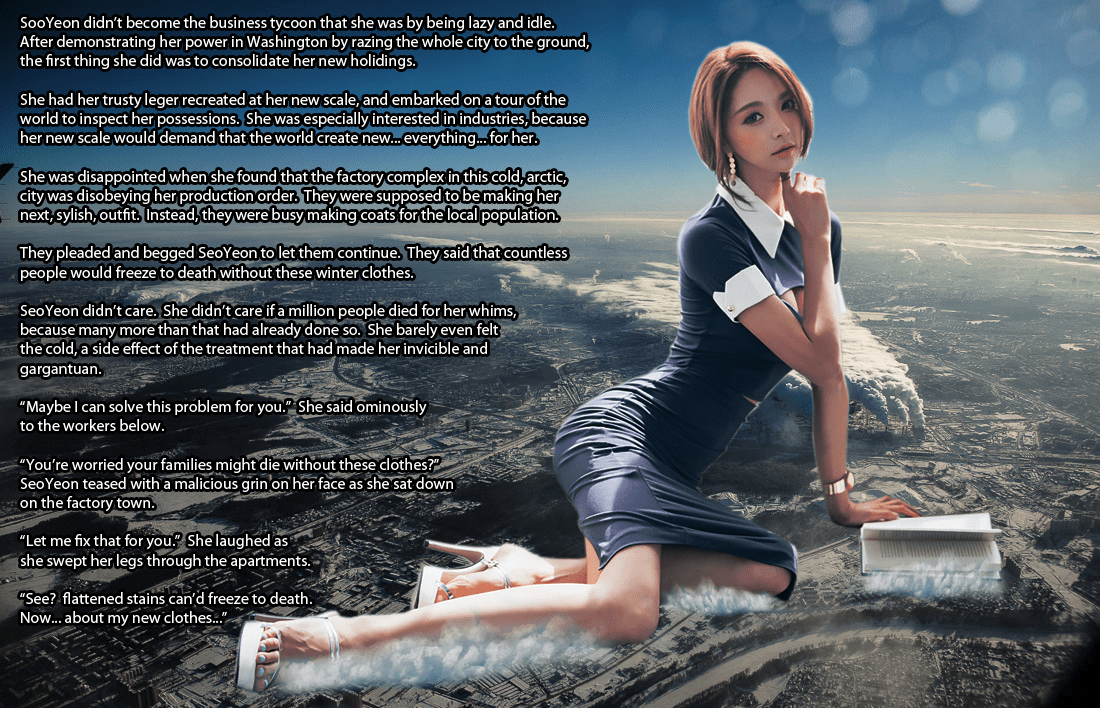 SooYeon didn't become the business tycoon that she was by being lazy and idle.
After demonstrating her power in Washington by razing the whole city to the ground,
the first thing she did was to consolidate her new holidings.
She had her trusty leger recreated at her new scale, and embarked on a tour of the
world to inspect her possessions.  She was especially interested in industries, because
her new scale would demand that the world create new... everything... for her.
She was disappointed when she found that the factory complex in this cold, arctic,
city was disobeying her production order.  They were supposed to be making her
next, sylish, outfit.  Instead, they were busy making coats for the local population.
They pleaded and begged SeoYeon to let them continue.  They said that countless
people would freeze to death without these winter clothes.
SeoYeon didn't care.  She didn't care if a million people died for her whims,
because many more than that had already done so.  She barely even felt
the cold, a side effect of the treatment that had made her invicible and
gargantuan.
“Maybe I can solve this problem for you.”  She said ominously
to the workers below.
“You're worried your families might die without these clothes?”
SeoYeon teased with a malicious grin on her face as she sat down
on the factory town.
“Let me fix that for you.”  She laughed as
she swept her legs through the apartments.
“See?  flattened stains can'd freeze to death.
Now... about my new clothes...”